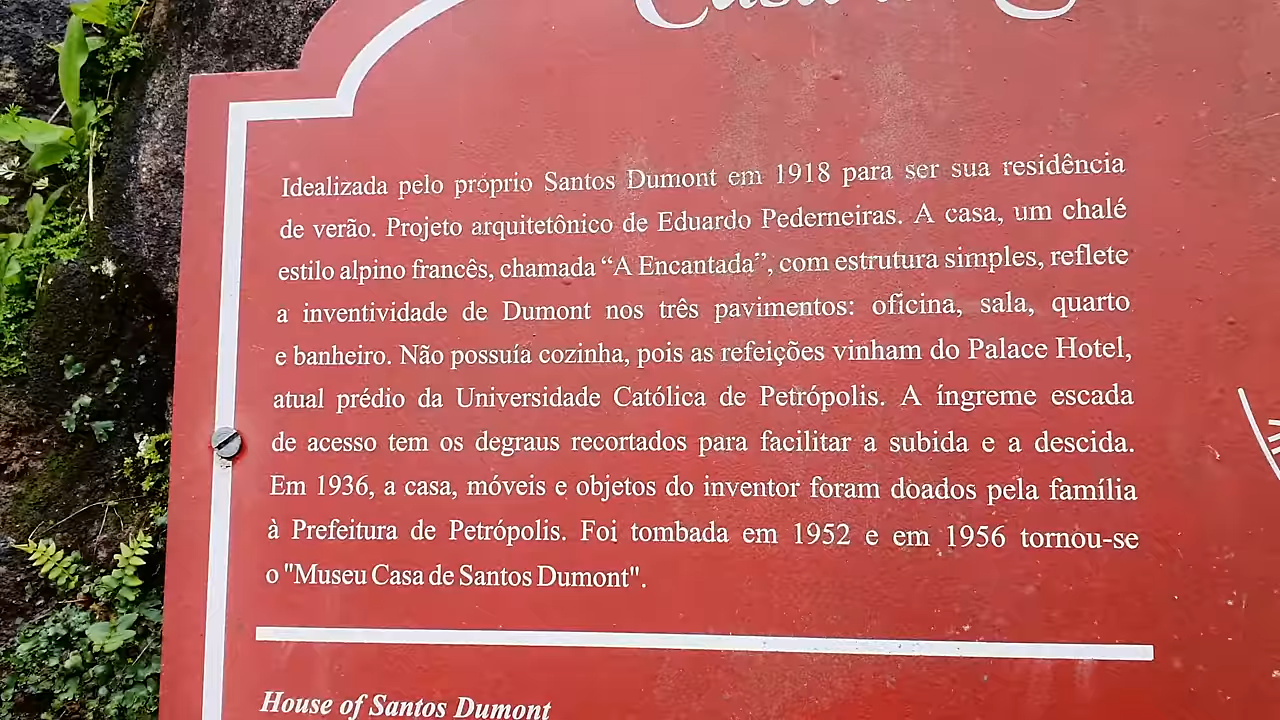 Casa
Idealizada pelo próprio Santos Dumont em 1918 para ser sua residência
de verão. Projeto arquitetônico de Eduardo Pederneiras. A casa, um chalé
estilo alpino francês, chamada “A Encantada”, com estrutura simples, reflete
a inventividade de Dumont nos três pavimentos: oficina, sala, quarto
e banheiro. Não possuía cozinha, pois as refeições vinham do Palace Hotel,
atual prédio da Universidade Católica de Petrópolis. A íngreme escada
de acesso tem os degraus recortados para facilitar a subida e a descida.
Em 1936, a casa, móveis e objetos do inventor foram doados pela família
à Prefeitura de Petrópolis. Foi tombada em 1952 e em 1956 tornou-se
o "Museu Casa de Santos Dumont".
House of Santos Dumont